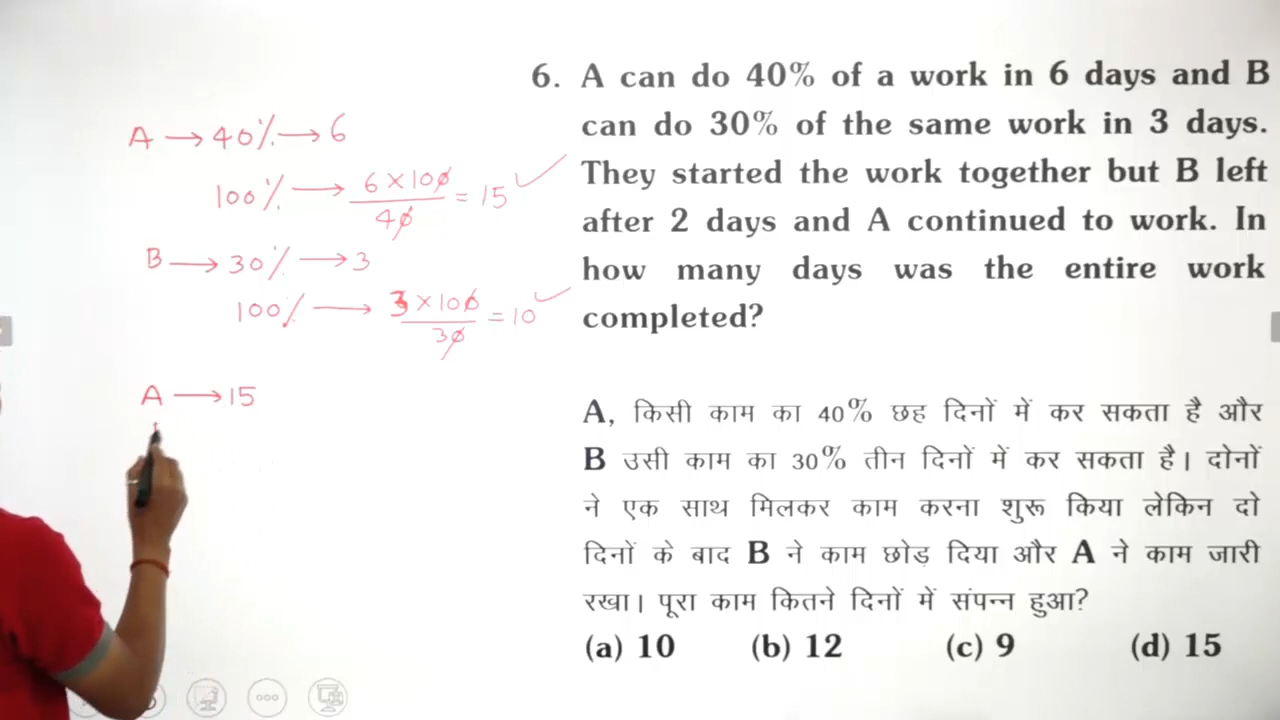 A → 40% → 6
100% → 6 × 100 / 40 = 15 ✓
B → 30% → 3
100% → 3 × 100 / 30 = 10 ✓
A → 15
6. A can do 40% of a work in 6 days and B
can do 30% of the same work in 3 days.
They started the work together but B left
after 2 days and A continued to work. In
how many days was the entire work
completed?
A, किसी काम का 40% छह दिनों में कर सकता है और
B उसी काम का 30% तीन दिनों में कर सकता है। दोनों
ने एक साथ मिलकर काम करना शुरू किया लेकिन दो
दिनों के बाद B ने काम छोड़ दिया और A ने काम जारी
रखा। पूरा काम कितने दिनों में संपन्न हुआ?
(a) 10 (b) 12 (c) 9 (d) 15